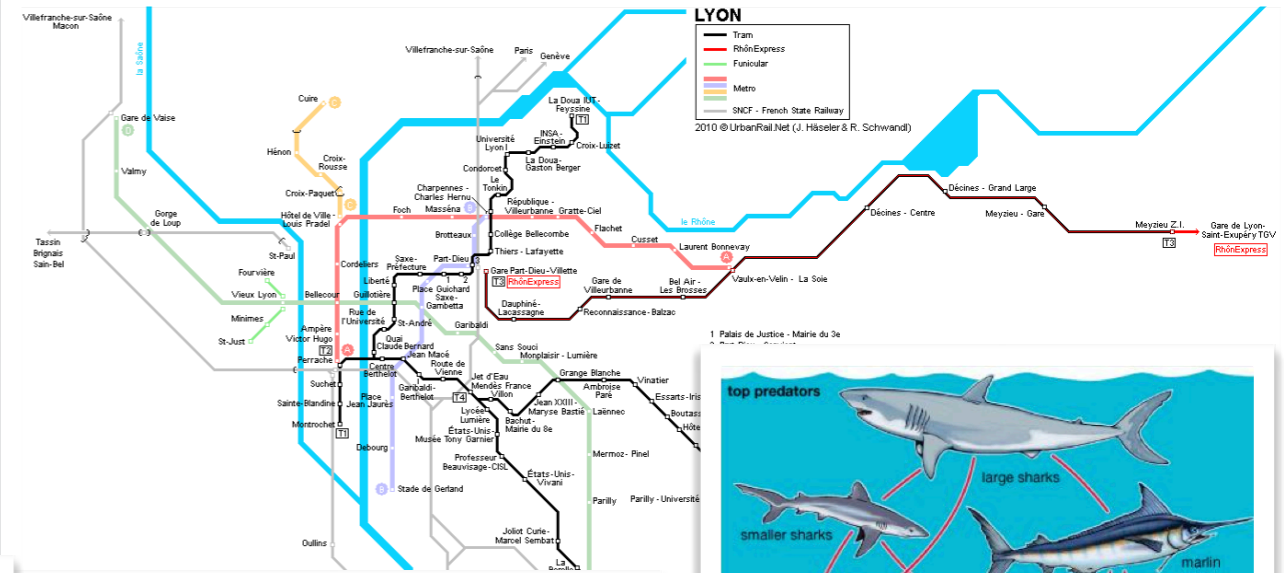 Villefranche-sur-Saône
Macon
la Saône
Gare de Vaise
D
Valmy
Gorge
de Loup
Tassin
Brignais
Sain-Bel
St-Paul
Fourvière
Vieux Lyon
Minimes
St-Just
Cuire
C
Hénon
Croix-
Rousse
Croix-Paquet
C
Hôtel de Ville -
Louis Pradel
Foch
Masséna
Charpennes -
Charles Hernu
B
Brotteaux
Part-Dieu
Cordeliers
Bellecour
Ampère
Victor Hugo
T2
A
Perrache
Suchet
Sainte-Blandine
Montrochet
T1
Oullins
Saxe-
Préfecture
Liberté
Guillotière
Rue de
l'Université
St-André
Quai
Claude Bernard
Centre
Berthelot
Jean Macé
Place
Jean Jaurès
Garibaldi-
Berthelot
Route de
Vienne
Debourg
B
Stade de Gerland
1
2
3
Place Guichard
Saxe-
Gambetta
Garibaldi
Sans Souci
Monplaisir - Lumière
Grange Blanche
Ambroise
Paré
Vinatier
Essarts-Iris
Boutass
Hôte
Laënnec
Mermoz- Pinel
Parilly
Parilly - Université
Jet d'Eau
Mendès France
Villon
T4
Lycée
Lumière
Bachut-
Mairie du 8e
Jean XXIII-
Maryse Bastié
États-Unis-
Musée Tony Garnier
Professeur
Beauvisage-CISL
États-Unis-
Viviani
Joliot Curie-
Marcel Sembat
La
Villefranche-sur-Saône
Paris
Genève
La Doua IUT-
Feyssine
T1
INSA-
Einstein
Croix-Luizet
Université
Lyon I
La Doua-
Gaston Berger
Condorcet
Le
Tonkin
République -
Villeurbanne
Gratte-Ciel
Flachet
Cusset
Laurent Bonnevay
A
Vaulx-en-Velin - La Soie
Collège Bellecombe
Thiers - Lafayette
Gare Part-Dieu-Villette
T3 RhônExpress
Dauphiné-
Lacassagne
Gare de
Villeurbanne
Reconnaissance-Balzac
Bel Air -
Les Brosses
le Rhône
Décines - Centre
Décines - Grand Large
Meyzieu - Gare
Meyzieu Z.I.
T3
Gare de Lyon-
Saint-Exupéry TGV
RhônExpress
LYON
Tram
RhônExpress
Funicular
Metro
SNCF - French State Railway
2010 © UrbanRail.Net (J. Häseler & R. Schwandl)
1 Palais de Justice - Mairie du 3e
top predators
large sharks
smaller sharks
marlin